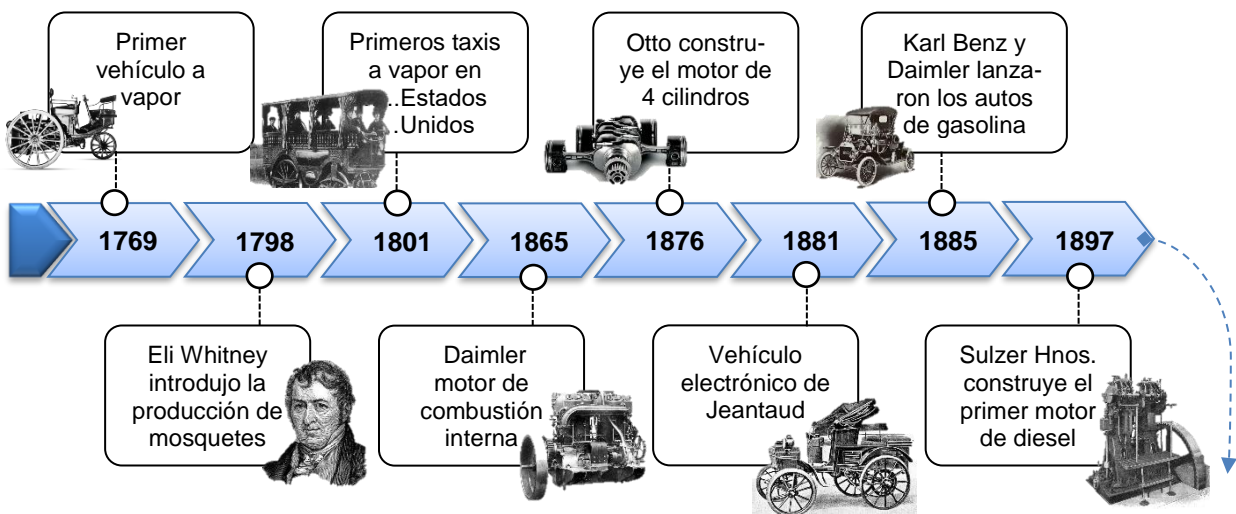 Primer
vehículo a
vapor
Primeros taxis
a vapor en
..Estados
.Unidos
Otto constru-
ye el motor de
4 cilindros
Karl Benz y
Daimler lanza-
ron los autos
de gasolina
1769
1798
1801
1865
1876
1881
1885
1897
Eli Whitney
introdujo la
producción de
mosquetes
Daimler
motor de
combustión
interna
Vehículo
electrónico de
Jeantaud
Sulzer Hnos.
construye el
primer motor
de diesel